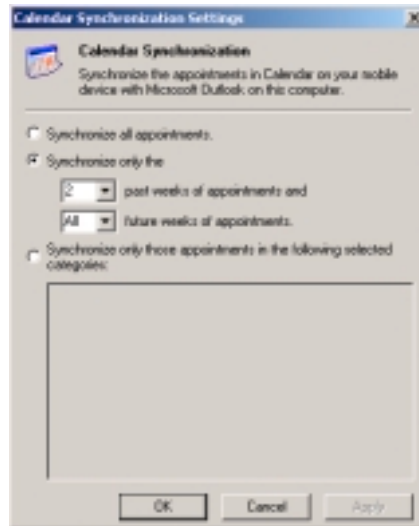 Calendar Synchronization Settings
Calendar Synchronization
Synchronize the appointments in Calendar on your mobile
device with Microsoft Outlook on this computer.
Synchronize all appointments.
Synchronize only the
2 past weeks of appointments and
All future weeks of appointments.
Synchronize only those appointments in the following selected
categories:
OK Cancel Apply